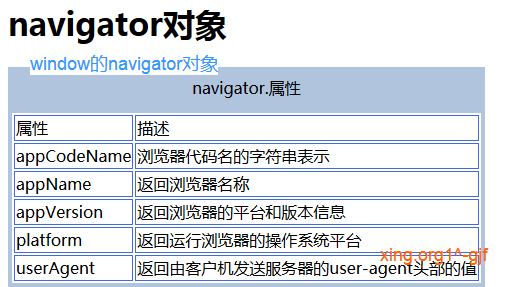 navigator对象
window的navigator对象
navigator.属性
属性 描述
appCodeName 浏览器代码名的字符串表示
appName 返回浏览器名称
appVersion 返回浏览器的平台和版本信息
platform 返回运行浏览器的操作系统平台
userAgent 返回由客户机发送服务器的user-agent头部的值
xing.org1^-gjf